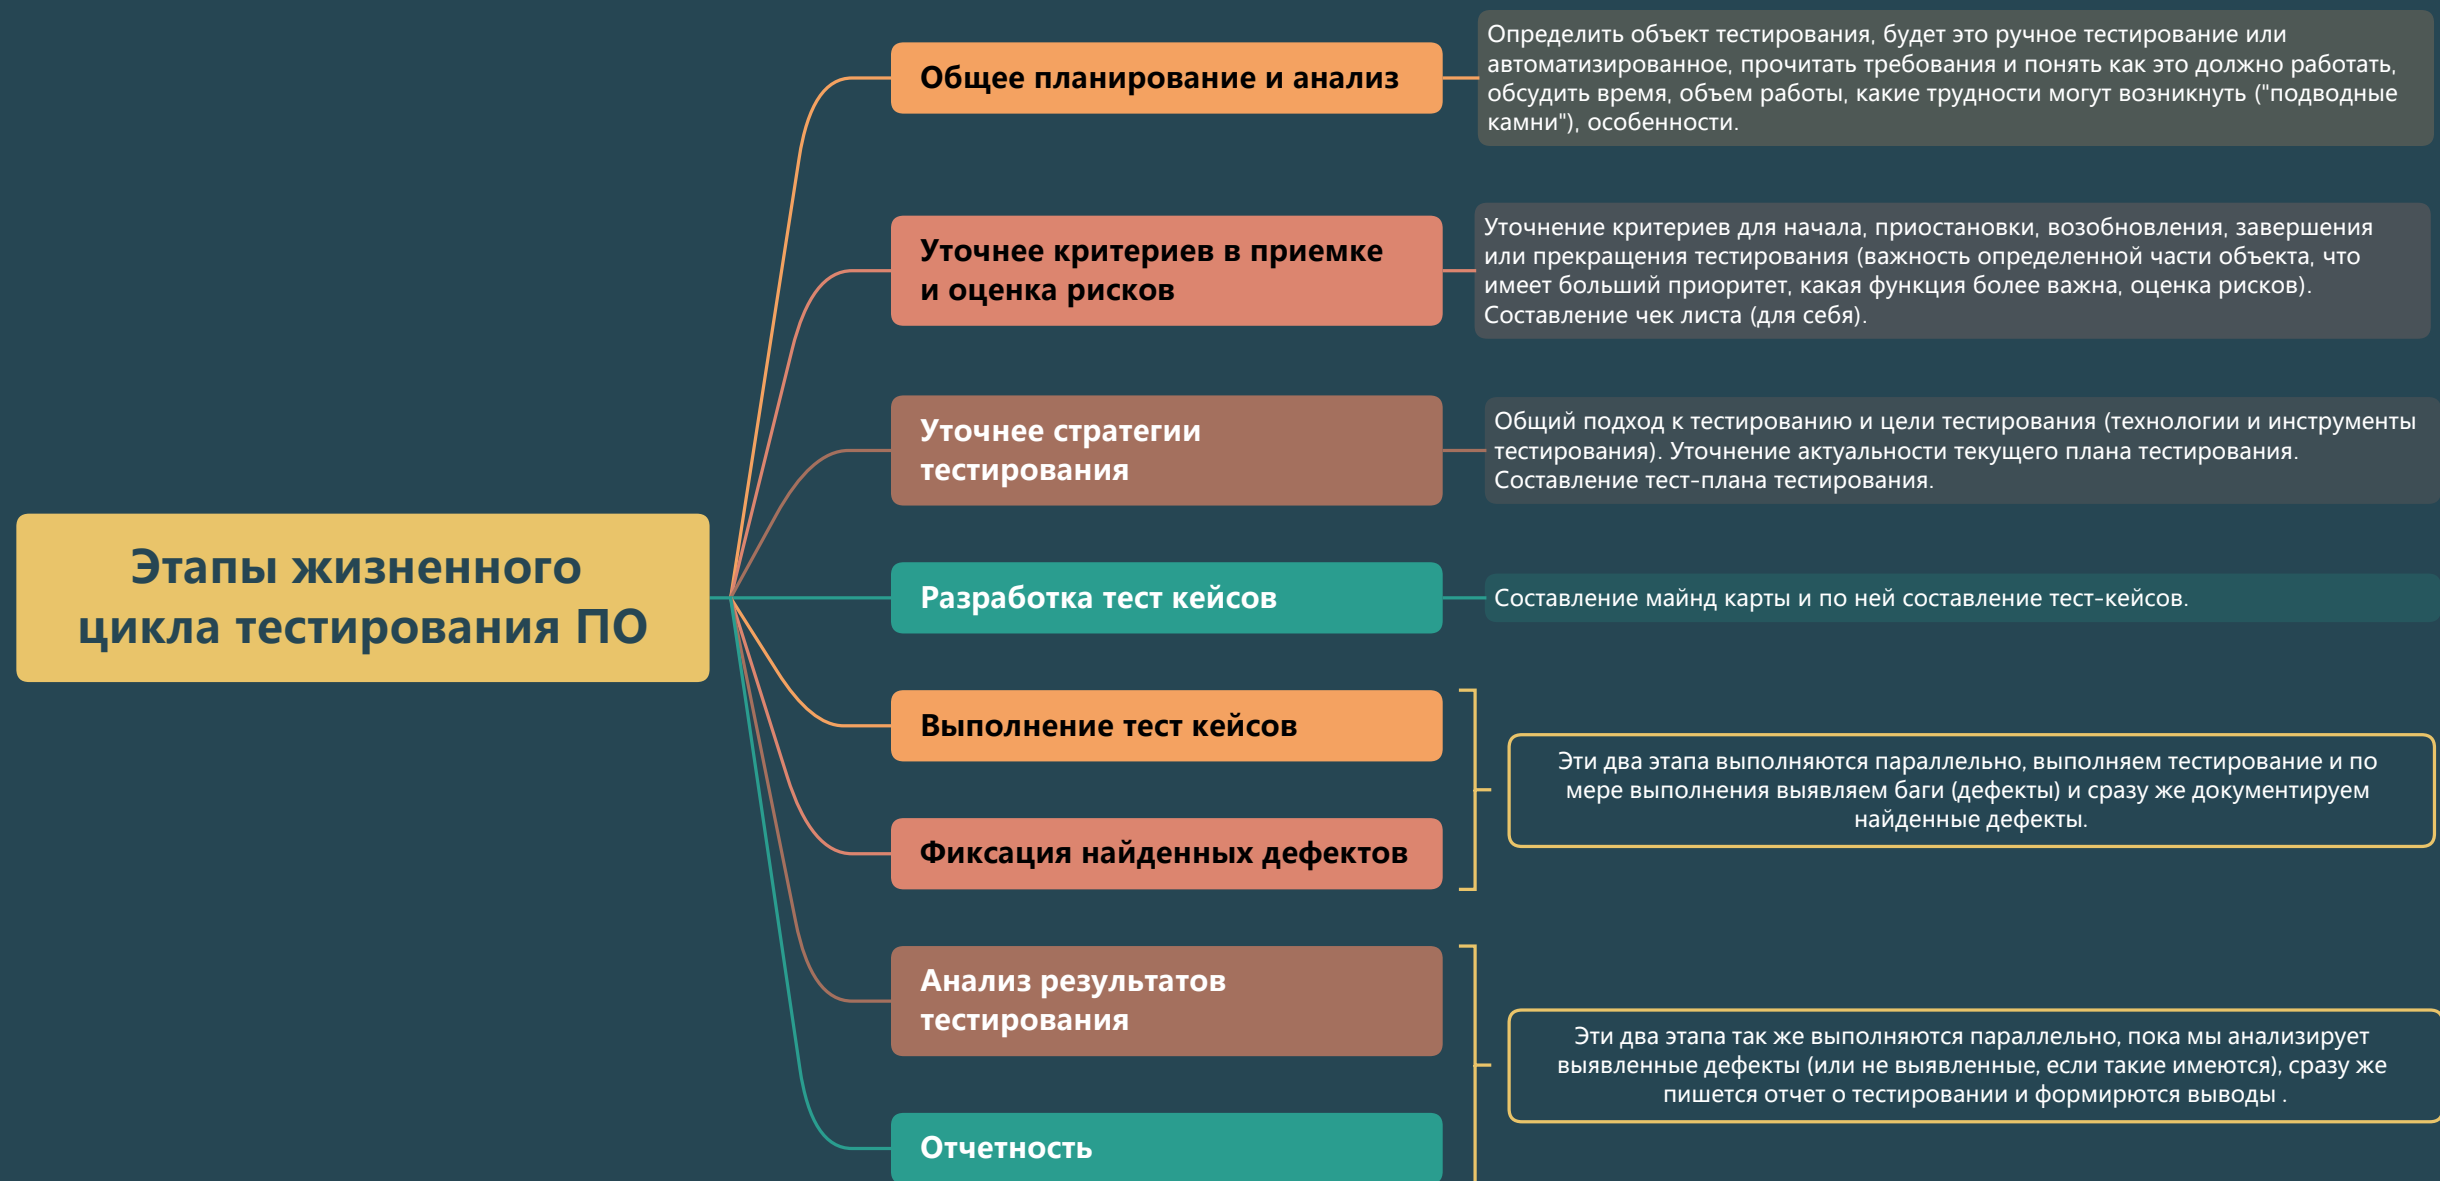 Этапы жизненного
цикла тестирования ПО
Общее планирование и анализ
Определить объект тестирования, будет это ручное тестирование или
автоматизированное, прочитать требования и понять как это должно работать,
обсудить время, объем работы, какие трудности могут возникнуть ("подводные
камни"), особенности.
Уточнее критериев в приемке
и оценка рисков
Уточнение критериев для начала, приостановки, возобновления, завершения
или прекращения тестирования (важность определенной части объекта, что
имеет больший приоритет, какая функция более важна, оценка рисков).
Составление чек листа (для себя).
Уточнее стратегии
тестирования
Общий подход к тестированию и цели тестирования (технологии и инструменты
тестирования). Уточнение актуальности текущего плана тестирования.
Составление тест-плана тестирования.
Разработка тест кейсов
Составление майнд карты и по ней составление тест-кейсов.
Выполнение тест кейсов
Фиксация найденных дефектов
Эти два этапа выполняются параллельно, выполняем тестирование и по
мере выполнения выявляем баги (дефекты) и сразу же документируем
найденные дефекты.
Анализ результатов
тестирования
Отчетность
Эти два этапа так же выполняются параллельно, пока мы анализирует
выявленные дефекты (или не выявленные, если такие имеются), сразу же
пишется отчет о тестировании и формирются выводы .